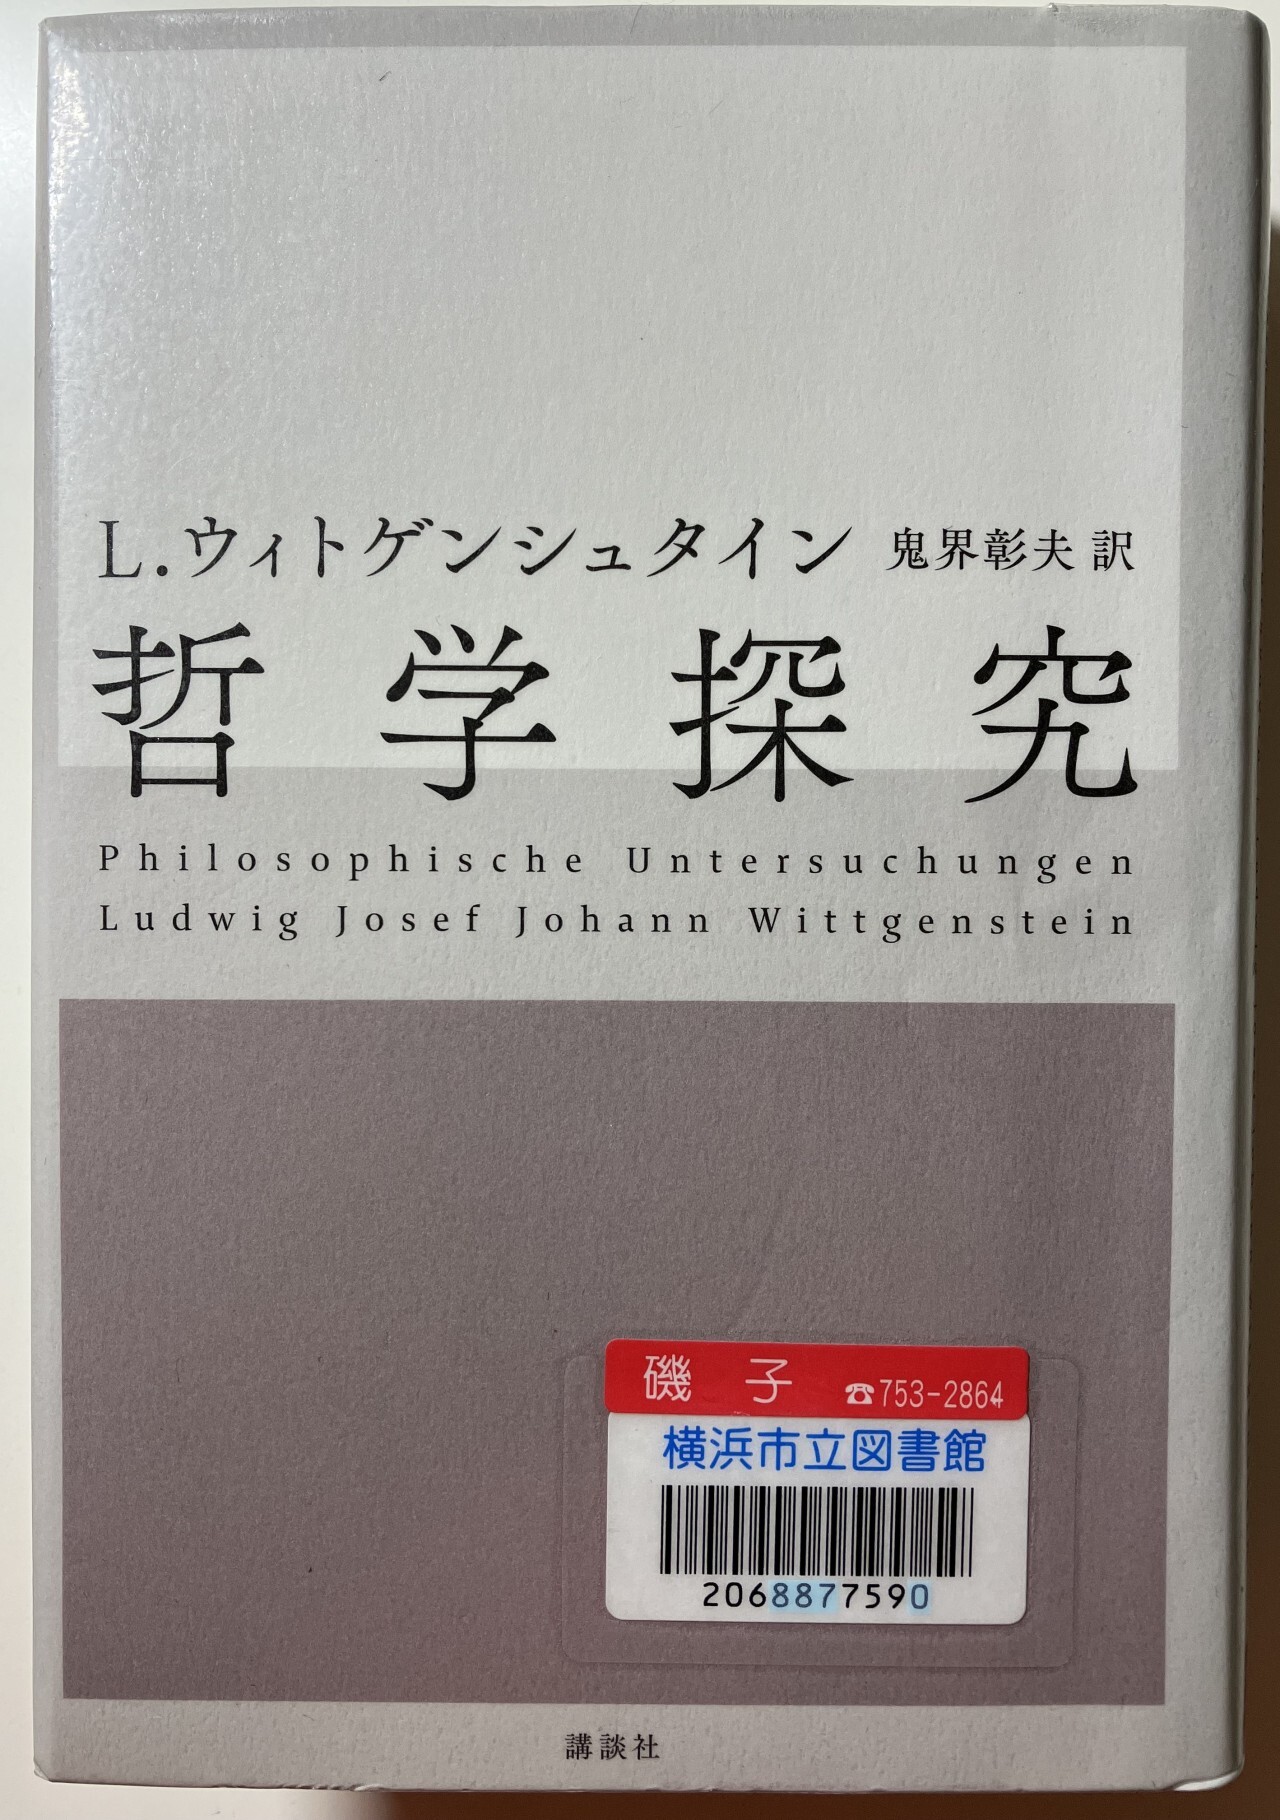 L.ウィトゲンシュタイン 鬼界彰夫 訳
哲学探究
Philosophische Untersuchungen
Ludwig Josef Johann Wittgenstein
磯 子 ☎753-2864
横浜市立図書館
2068877590
講談社